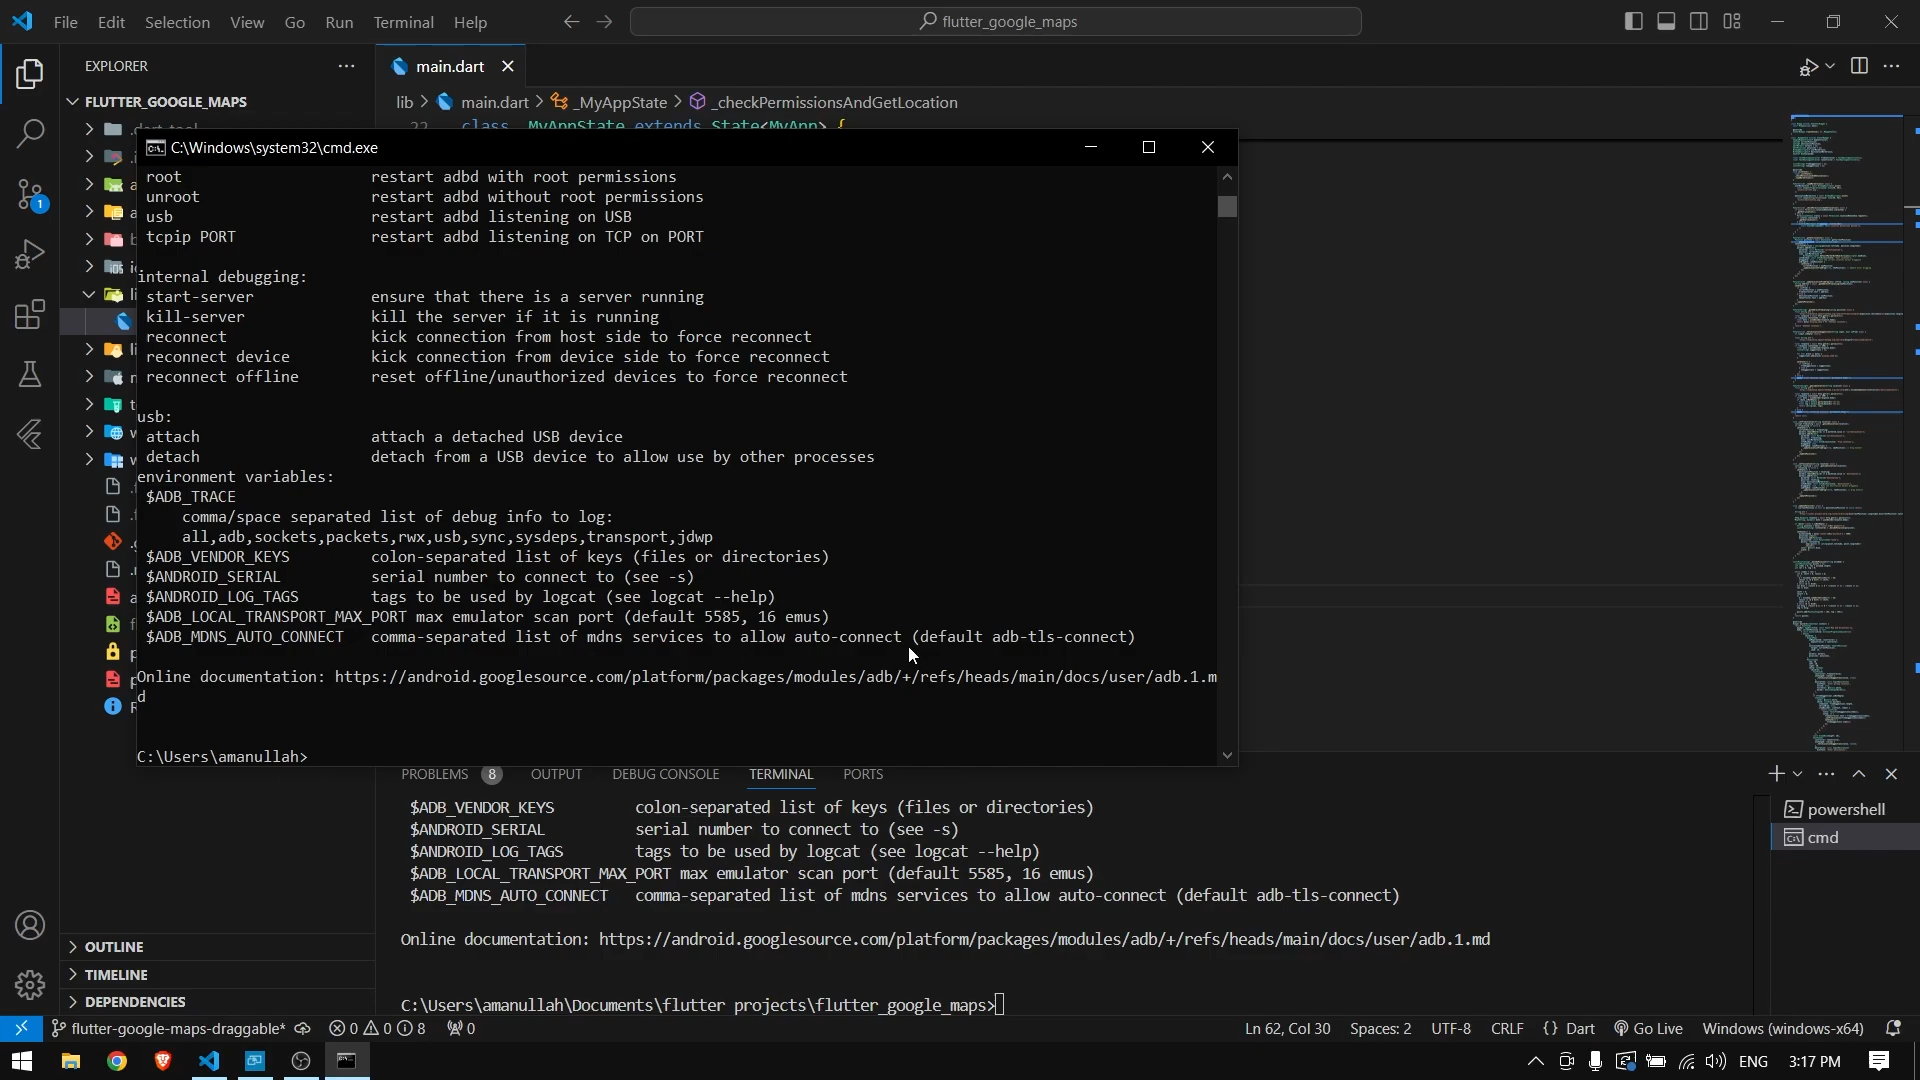 File Edit Selection View Go Run Terminal Help
flutter_google_maps
EXPLORER
main.dart
FLUTTER_GOOGLE_MAPS
lib > main.dart > _MyAppState > _checkPermissionsAndGetLocation
22 class _MyAppState extends State<MyApp> {
C:\Windows\system32\cmd.exe
root restart adbd with root permissions
unroot restart adbd without root permissions
usb restart adbd listening on USB
tcpip PORT restart adbd listening on TCP on PORT
internal debugging:
start-server ensure that there is a server running
kill-server kill the server if it is running
reconnect kick connection from host side to force reconnect
reconnect device kick connection from device side to force reconnect
reconnect offline reset offline/unauthorized devices to force reconnect
usb:
attach attach a detached USB device
detach detach from a USB device to allow use by other processes
environment variables:
$ADB_TRACE
comma/space separated list of debug info to log:
all,adb,sockets,packets,rwx,usb,sync,sysdeps,transport,jdwp
$ADB_VENDOR_KEYS colon-separated list of keys (files or directories)
$ANDROID_SERIAL serial number to connect to (see -s)
$ANDROID_LOG_TAGS tags to be used by logcat (see logcat --help)
$ADB_LOCAL_TRANSPORT_MAX_PORT max emulator scan port (default 5585, 16 emus)
$ADB_MDNS_AUTO_CONNECT comma-separated list of mdns services to allow auto-connect (default adb-tls-connect)
Online documentation: https://android.googlesource.com/platform/packages/modules/adb/+/refs/heads/main/docs/user/adb.1.m
d
C:\Users\amanullah>
PROBLEMS 8 OUTPUT DEBUG CONSOLE TERMINAL PORTS
$ADB_VENDOR_KEYS colon-separated list of keys (files or directories)
$ANDROID_SERIAL serial number to connect to (see -s)
$ANDROID_LOG_TAGS tags to be used by logcat (see logcat --help)
$ADB_LOCAL_TRANSPORT_MAX_PORT max emulator scan port (default 5585, 16 emus)
$ADB_MDNS_AUTO_CONNECT comma-separated list of mdns services to allow auto-connect (default adb-tls-connect)
Online documentation: https://android.googlesource.com/platform/packages/modules/adb/+/refs/heads/main/docs/user/adb.1.md
C:\Users\amanullah\Documents\flutter projects\flutter_google_maps>
powershell
cmd
OUTLINE
TIMELINE
DEPENDENCIES
flutter-google-maps-draggable* 0 0 8 0 Ln 62, Col 30 Spaces: 2 UTF-8 CRLF {} Dart Go Live Windows (windows-x64)
ENG 3:17 PM